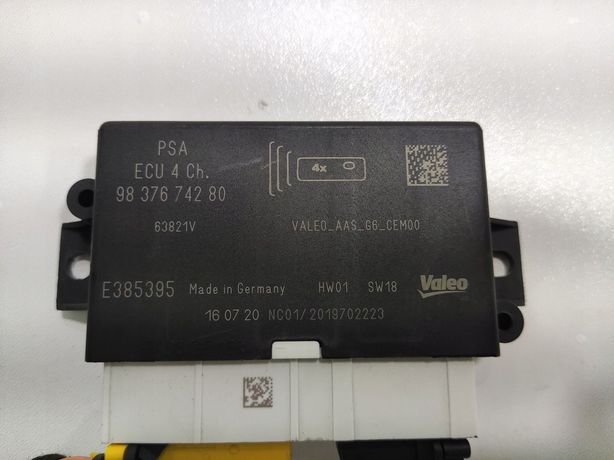 PSA
ECU 4 Ch.
98 376 742 80
4x
63821V
VALEO_AAS_G6_CEM00
E385395 Made in Germany HW01 SW18 Valeo
16 07 20 NC01/2019702223